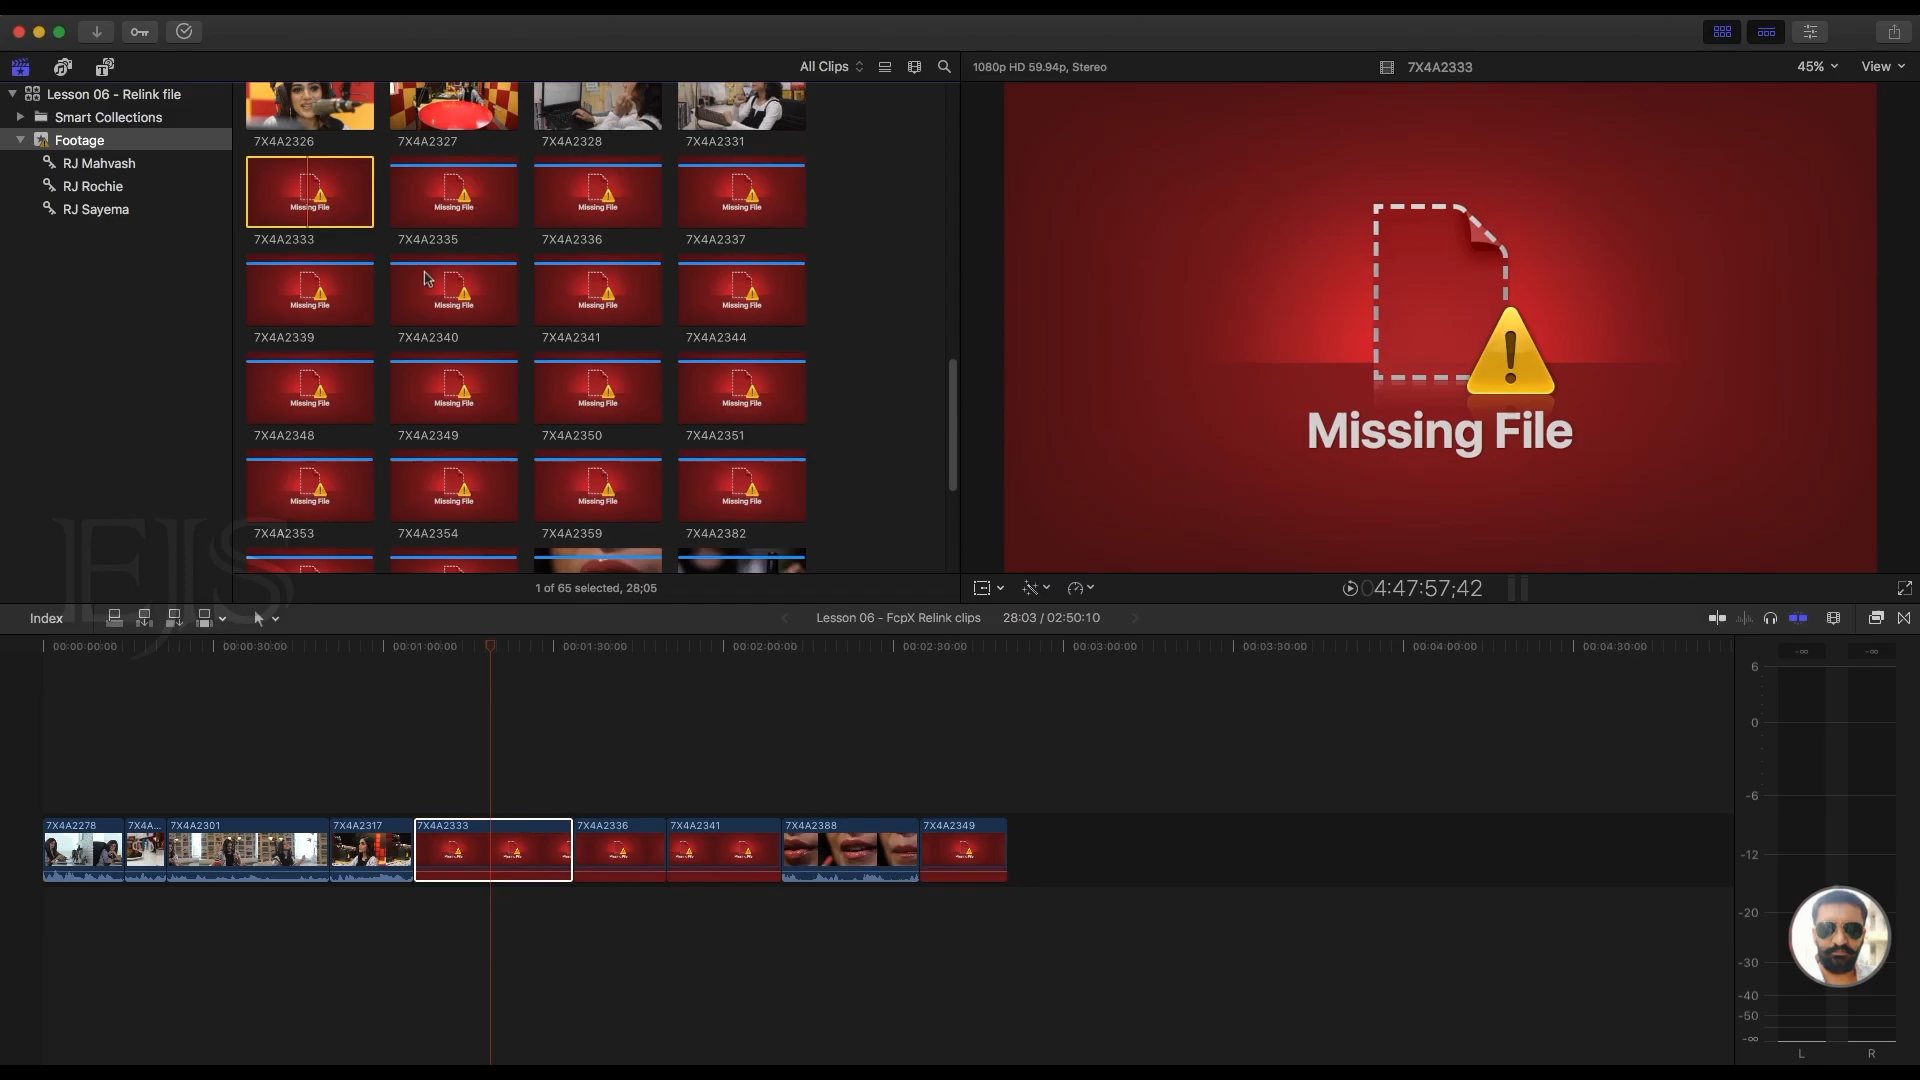 All Clips
1080p HD 59.94p, Stereo
7X4A2333
45%
View
Lesson 06 - Relink file
Smart Collections
Footage
RJ Mahvash
RJ Rochie
RJ Sayema
7X4A2326
7X4A2327
7X4A2328
7X4A2331
Missing File
Missing File
Missing File
Missing File
7X4A2333
7X4A2335
7X4A2336
7X4A2337
Missing File
Missing File
Missing File
Missing File
7X4A2339
7X4A2340
7X4A2341
7X4A2344
Missing File
Missing File
Missing File
Missing File
7X4A2348
7X4A2349
7X4A2350
7X4A2351
Missing File
Missing File
Missing File
Missing File
7X4A2353
7X4A2354
7X4A2359
7X4A2382
EJS
1 of 65 selected, 28;05
Missing File
04:47:57;42
Index
Lesson 06 - FcpX Relink clips
28:03 / 02:50:10
00:00:00:00
00:00:30:00
00:01:00:00
00:01:30:00
00:02:00:00
00:02:30:00
00:03:00:00
00:03:30:00
00:04:00:00
00:04:30:00
7X4A2278
7X4A...
7X4A2301
7X4A2317
7X4A2333
7X4A2336
7X4A2341
7X4A2388
7X4A2349
-∞
-∞
6
0
-6
-12
-20
-30
-40
-50
-∞
L
R